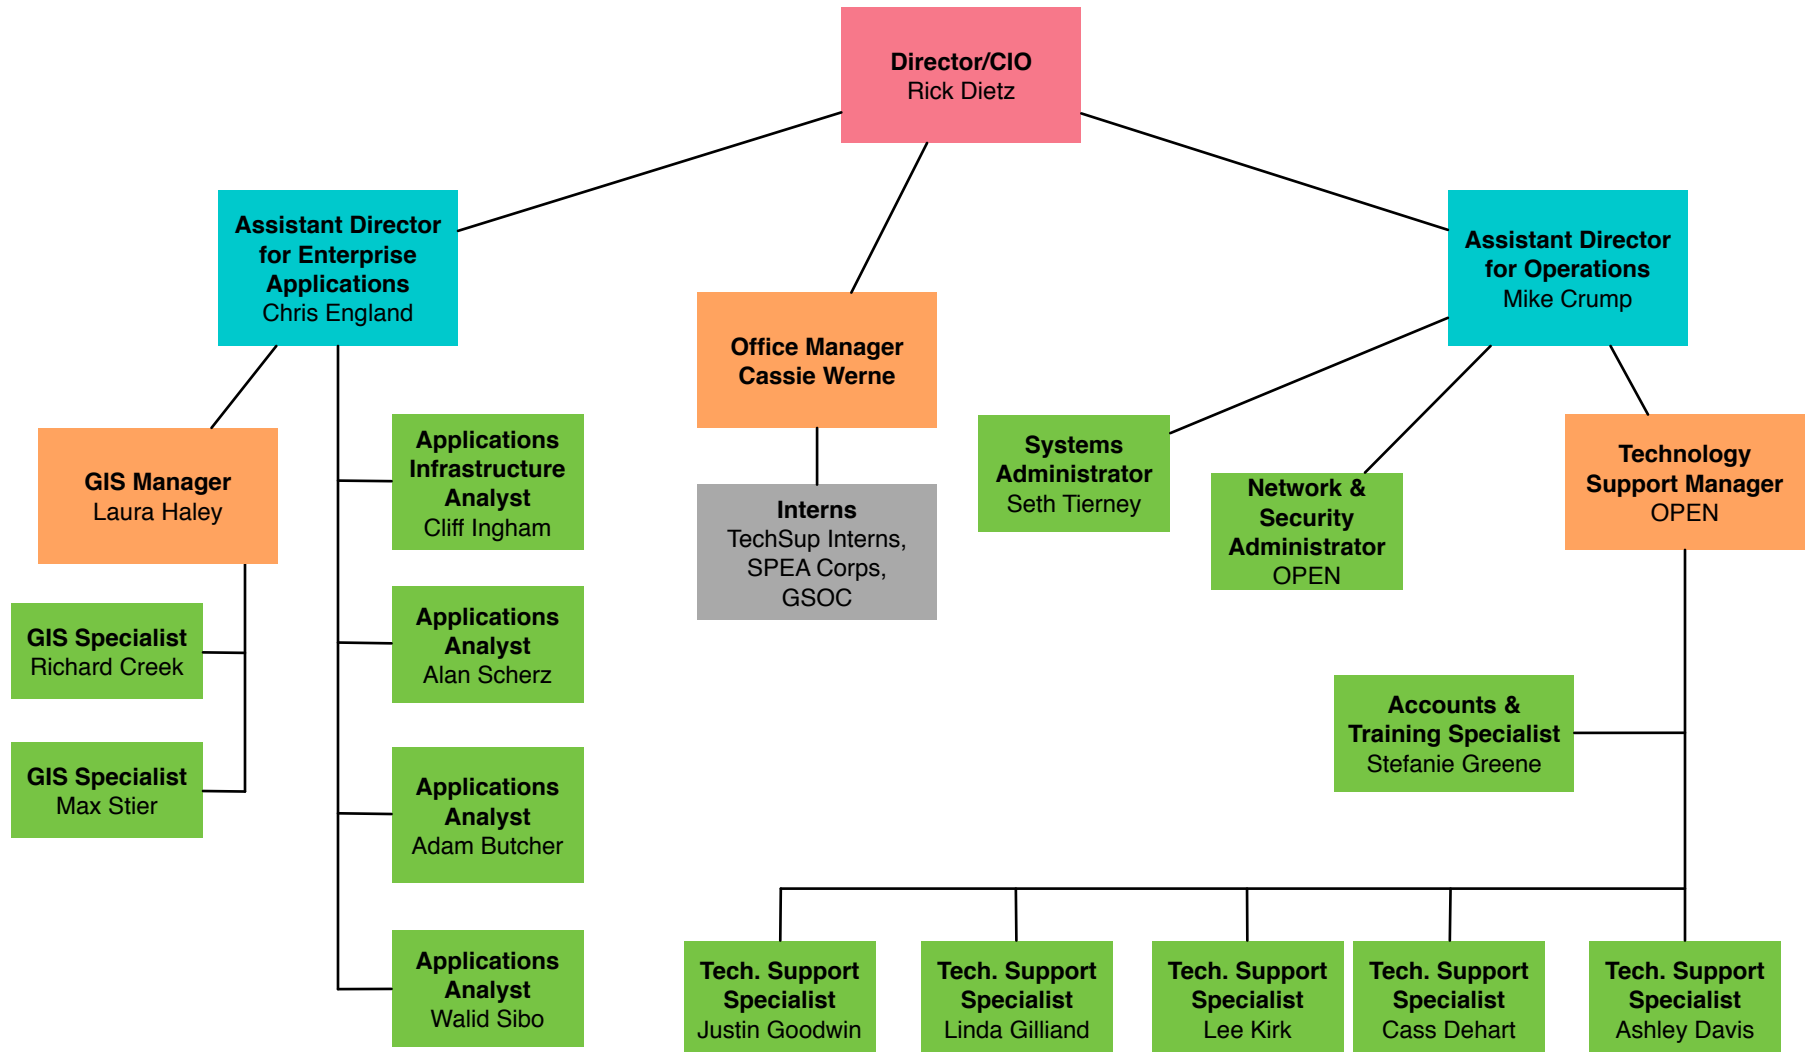 Director/CIO
Rick Dietz
Assistant Director
for Enterprise
Applications
Chris England
Assistant Director
for Operations
Mike Crump
Office Manager
Cassie Werne
GIS Manager
Laura Haley
Applications
Infrastructure
Analyst
Cliff Ingham
Interns
TechSup Interns,
SPEA Corps,
GSOC
Systems
Administrator
Seth Tierney
Network &
Security
Administrator
OPEN
Technology
Support Manager
OPEN
GIS Specialist
Richard Creek
Applications
Analyst
Alan Scherz
Accounts &
Training Specialist
Stefanie Greene
GIS Specialist
Max Stier
Applications
Analyst
Adam Butcher
Applications
Analyst
Walid Sibo
Tech. Support
Specialist
Justin Goodwin
Tech. Support
Specialist
Linda Gilliand
Tech. Support
Specialist
Lee Kirk
Tech. Support
Specialist
Cass Dehart
Tech. Support
Specialist
Ashley Davis